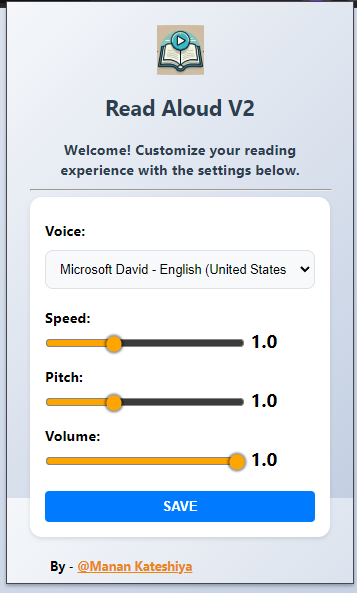 Read Aloud V2
Welcome! Customize your reading
experience with the settings below.
Voice:
Microsoft David - English (United States
Speed:
1.0
Pitch:
1.0
Volume:
1.0
SAVE
By - @Manan Kateshiya